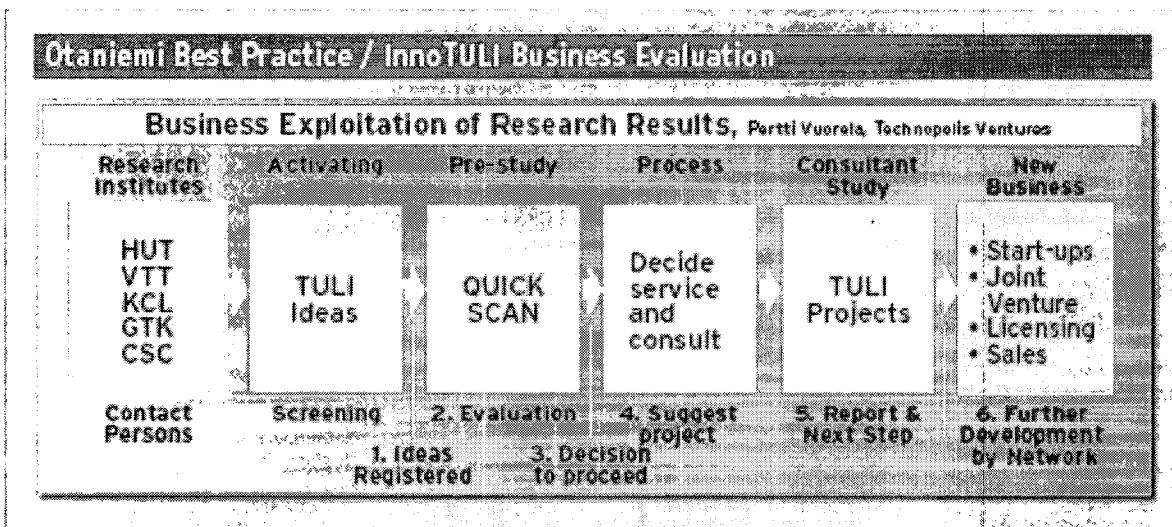 Otaniemi Best Practice / InnoTULI Business Evaluation
Business Exploitation of Research Results, Pertti Vuorela, Technopolis Ventures
Research
Institutes
Activating
Pre-study
Process
Consultant
Study
New
Business
HUT
VTT
KCL
GTK
CSC
TULI
Ideas
QUICK
SCAN
Decide
service
and
consult
TULI
Projects
• Start-ups
• Joint
Venture
• Licensing
• Sales
Contact
Persons
Screening
1. Ideas
Registered
2. Evaluation
3. Decision
to proceed
4. Suggest
project
5. Report &
Next Step
6. Further
Development
by Network